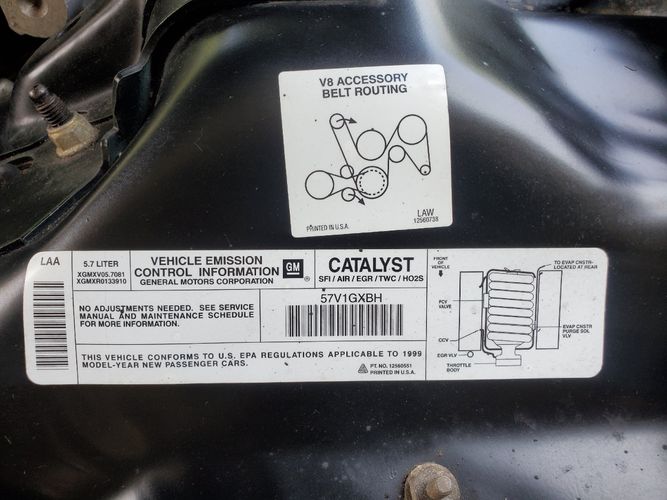 V8 ACCESSORY
BELT ROUTING
PRINTED IN U.S.A.
LAW
12560738
LAA
5.7 LITER
XGMXV05.7081
XGMXR0133910
VEHICLE EMISSION
CONTROL INFORMATION
GENERAL MOTORS CORPORATION
GM
CATALYST
SFI / AIR / EGR / TWC / HO2S
NO ADJUSTMENTS NEEDED. SEE SERVICE
MANUAL AND MAINTENANCE SCHEDULE
FOR MORE INFORMATION.
57V1GXBH
THIS VEHICLE CONFORMS TO U.S. EPA REGULATIONS APPLICABLE TO 1999
MODEL-YEAR NEW PASSENGER CARS.
PT. NO. 12560551
PRINTED IN U.S.A.
FRONT OF
VEHICLE
TO EVAP CNSTR-
LOCATED AT REAR
PCV
VALVE
EVAP CNSTR
PURGE SOL
VLV
CCV
EGR VLV
THROTTLE
BODY